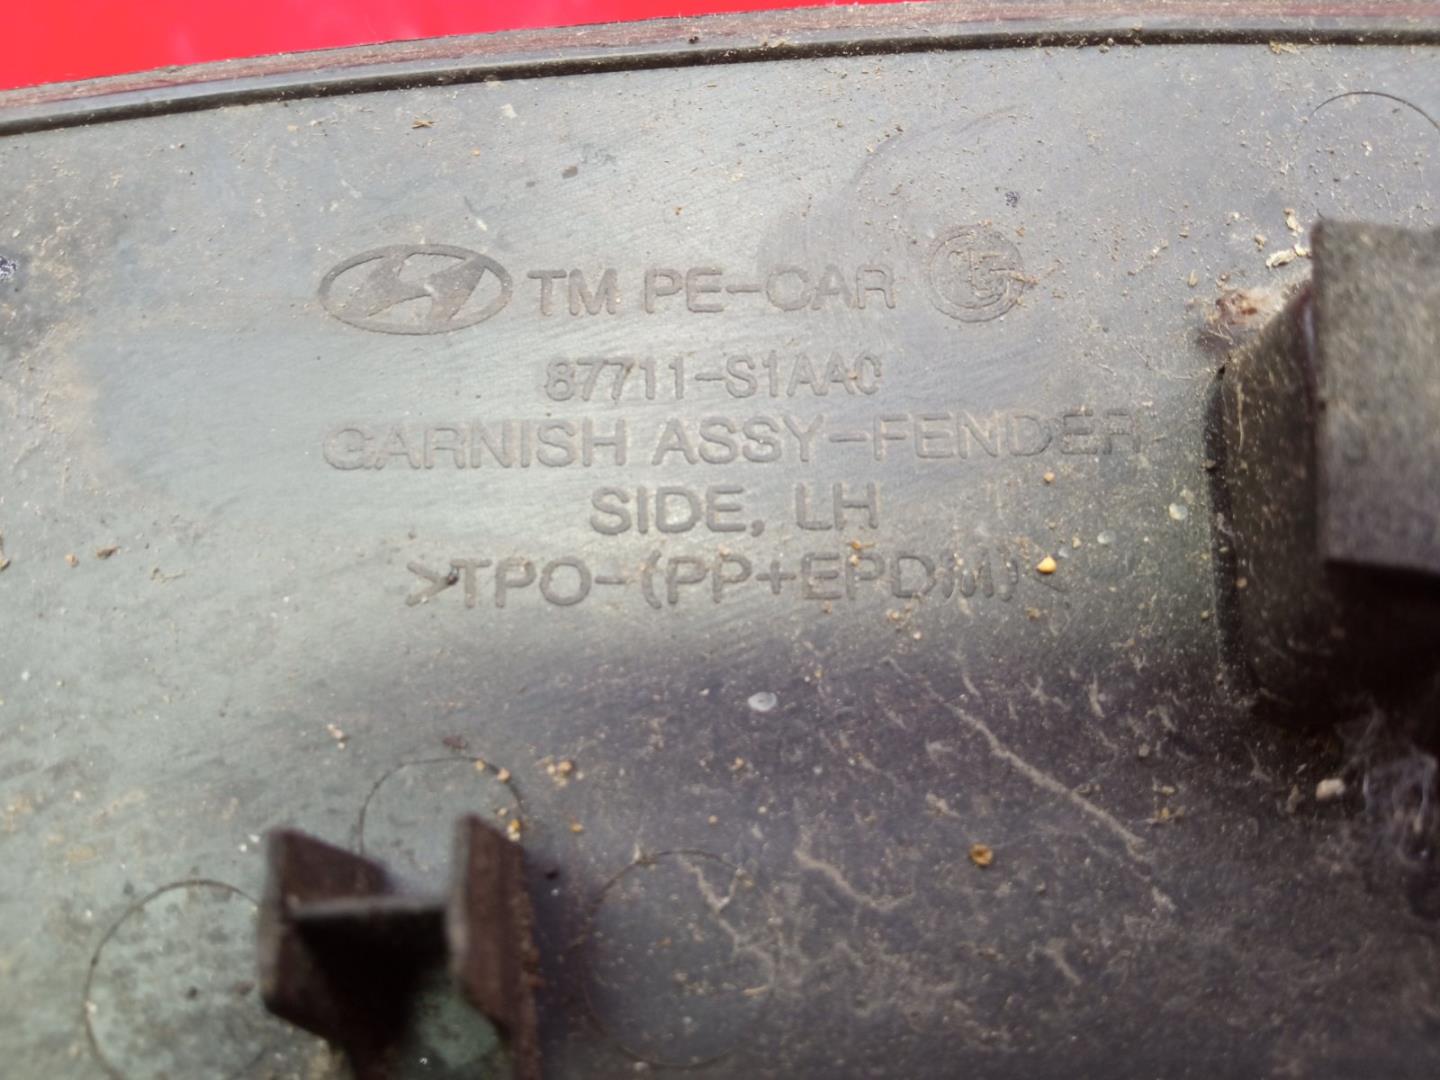 TM PE-CAR
87711-S1AA0
GARNISH ASSY-FENDER
SIDE, LH
>TPO-(PP+EPDM)<